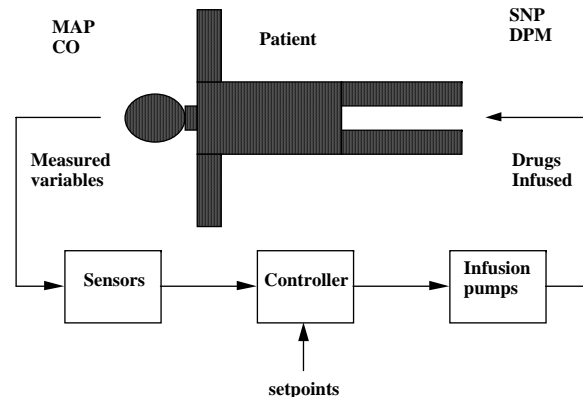 MAP
CO
Patient
SNP
DPM
Measured
variables
Drugs
Infused
Sensors
Controller
Infusion
pumps
setpoints